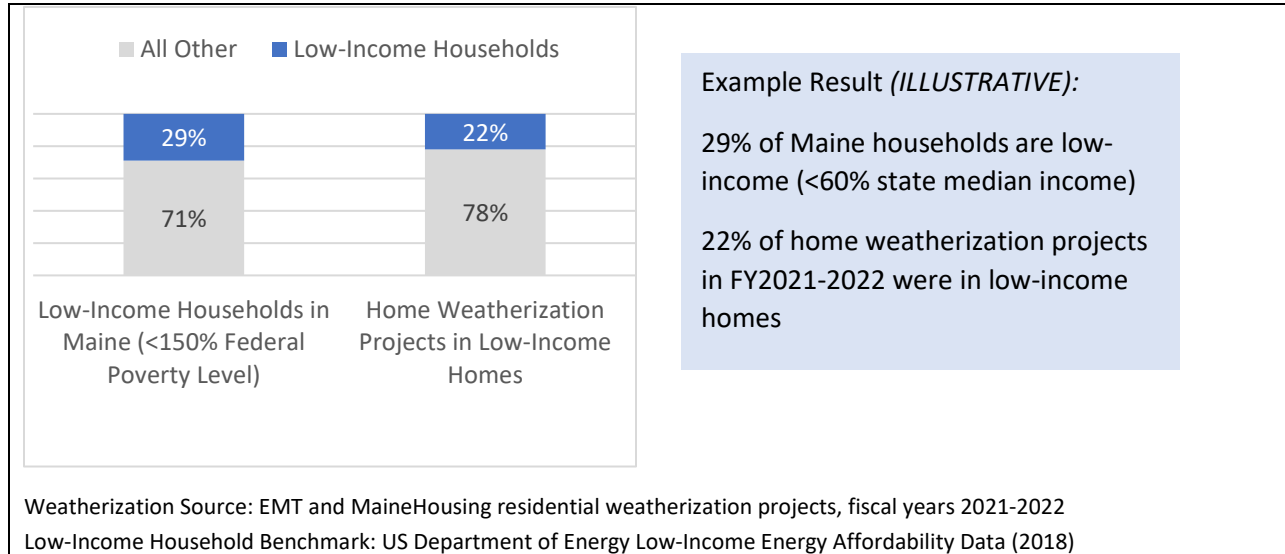 All Other
Low-Income Households
29%
22%
71%
78%
Low-Income Households in
Maine (<150% Federal
Poverty Level)
Home Weatherization
Projects in Low-Income
Homes
Example Result (ILLUSTRATIVE):
29% of Maine households are low-
income (<60% state median income)
22% of home weatherization projects
in FY2021-2022 were in low-income
homes
Weatherization Source: EMT and MaineHousing residential weatherization projects, fiscal years 2021-2022
Low-Income Household Benchmark: US Department of Energy Low-Income Energy Affordability Data (2018)